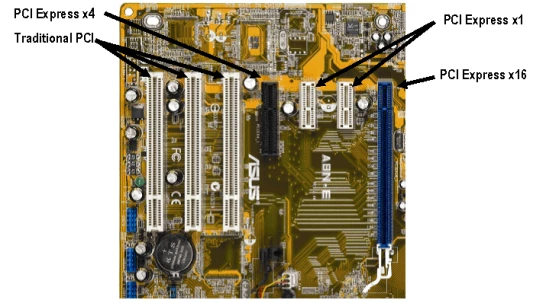 PCI Express x4
Traditional PCI
PCI Express x1
PCI Express x16
ASUS
A8N-E